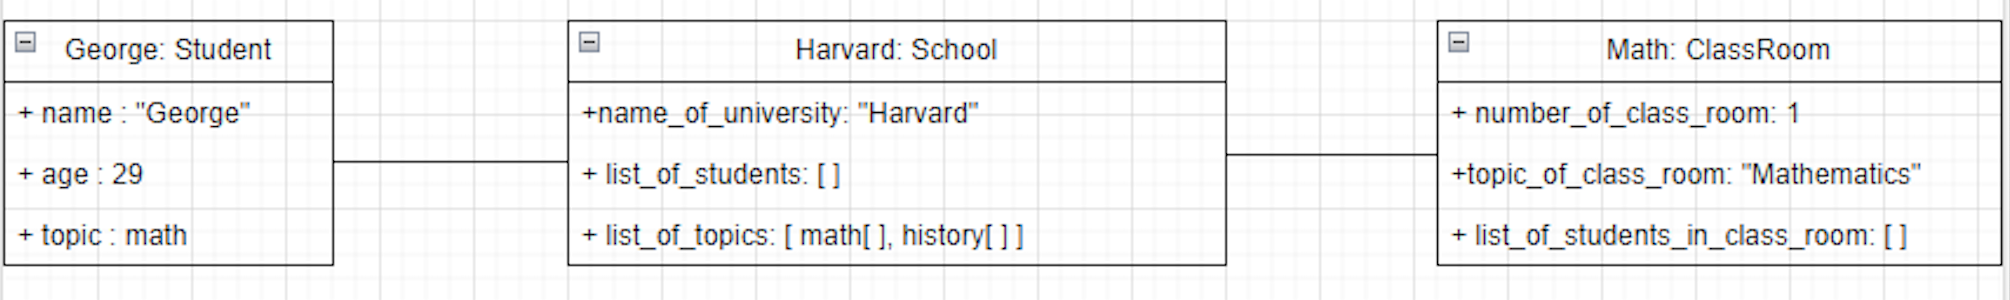 George: Student
+ name : "George"
+ age : 29
+ topic : math
Harvard: School
+name_of_university: "Harvard"
+ list_of_students: [ ]
+ list_of_topics: [ math[ ], history[ ] ]
Math: ClassRoom
+ number_of_class_room: 1
+topic_of_class_room: "Mathematics"
+ list_of_students_in_class_room: [ ]